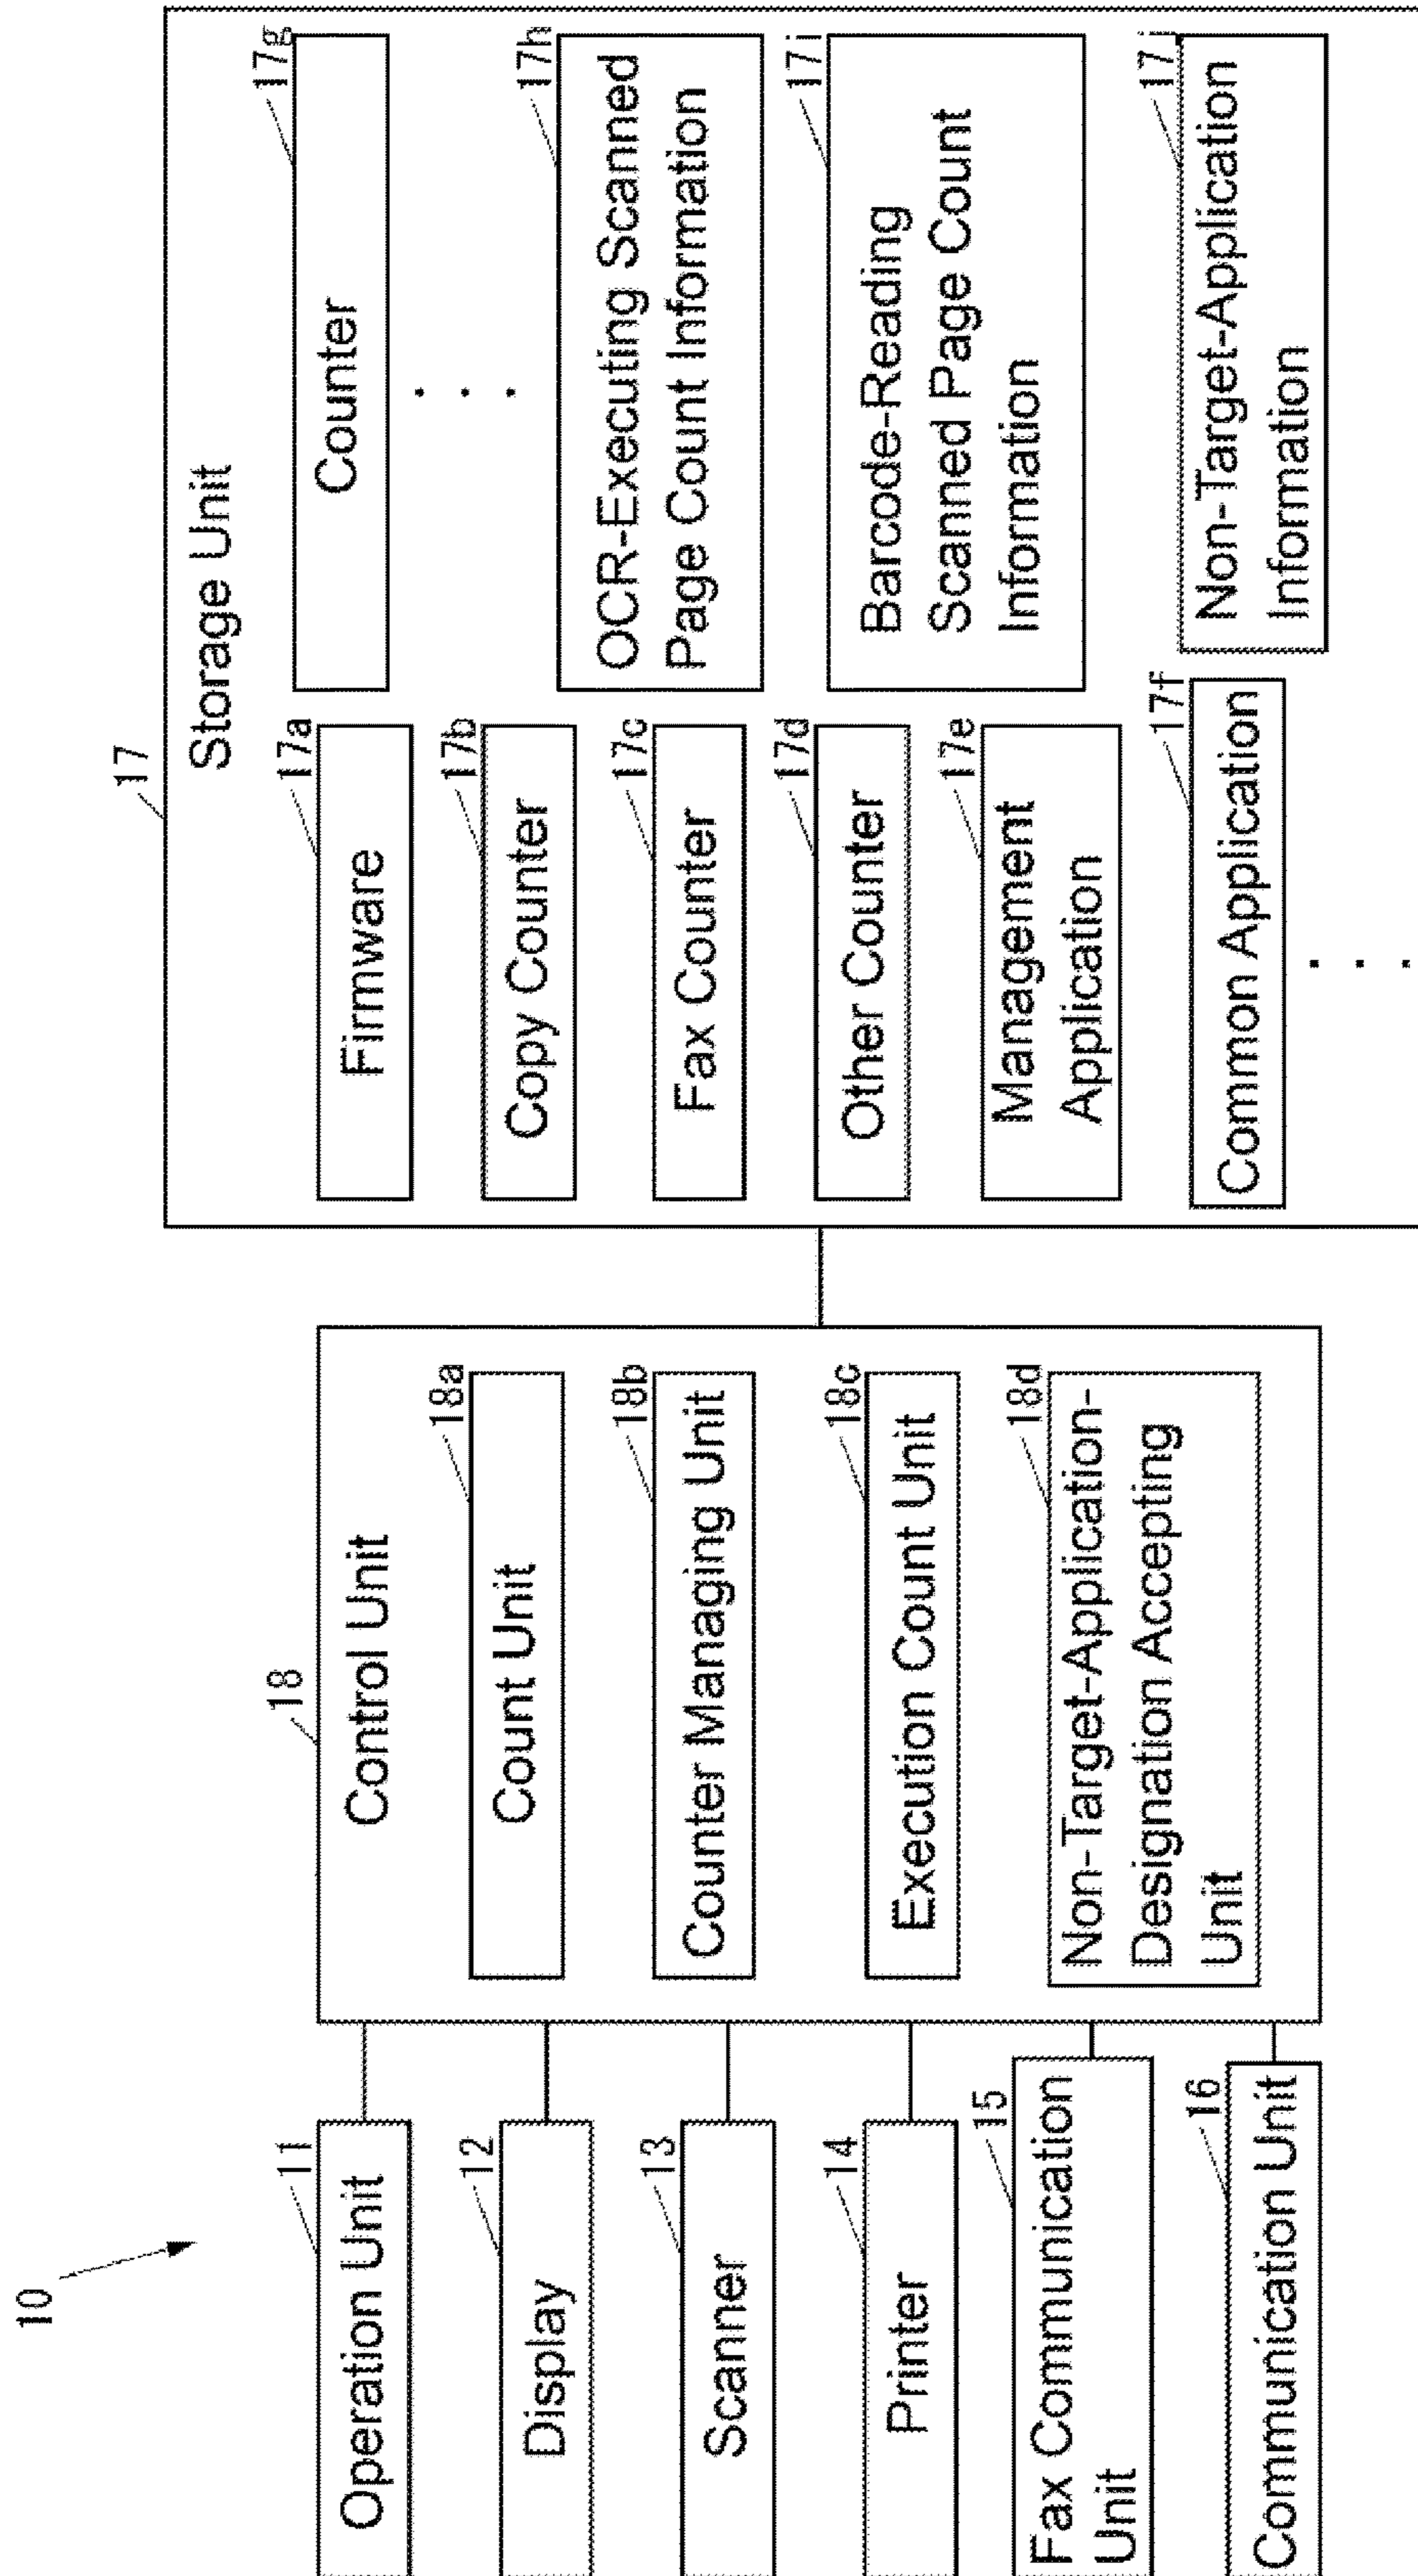 10
11
Operation Unit
12
Display
13
Scanner
14
Printer
15
Fax Communication
Unit
16
Communication Unit
18
Control Unit
18a
Count Unit
18b
Counter Managing Unit
18c
Execution Count Unit
18d
Non-Target-Application-
Designation Accepting
Unit
17
Storage Unit
17a
Firmware
17b
Copy Counter
17c
Fax Counter
17d
Other Counter
17e
Management
Application
17f
Common Application
. . .
17g
Counter
. . .
17h
OCR-Executing Scanned
Page Count Information
17i
Barcode-Reading
Scanned Page Count
Information
17j
Non-Target-Application
Information